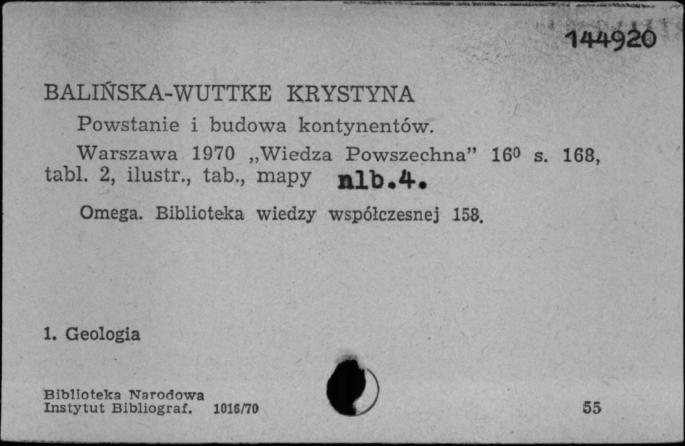 144920
BALIŃSKA-WUTTKE KRYSTYNA
Powstanie i budowa kontynentów.
Warszawa 1970 „Wiedza Powszechna” 16⁰ s. 168,
tabl. 2, ilustr., tab., mapy nlb.4.
Omega. Biblioteka wiedzy współczesnej 158.
1. Geologia
Biblioteka Narodowa
Instytut Bibliograf. 1016/70 55